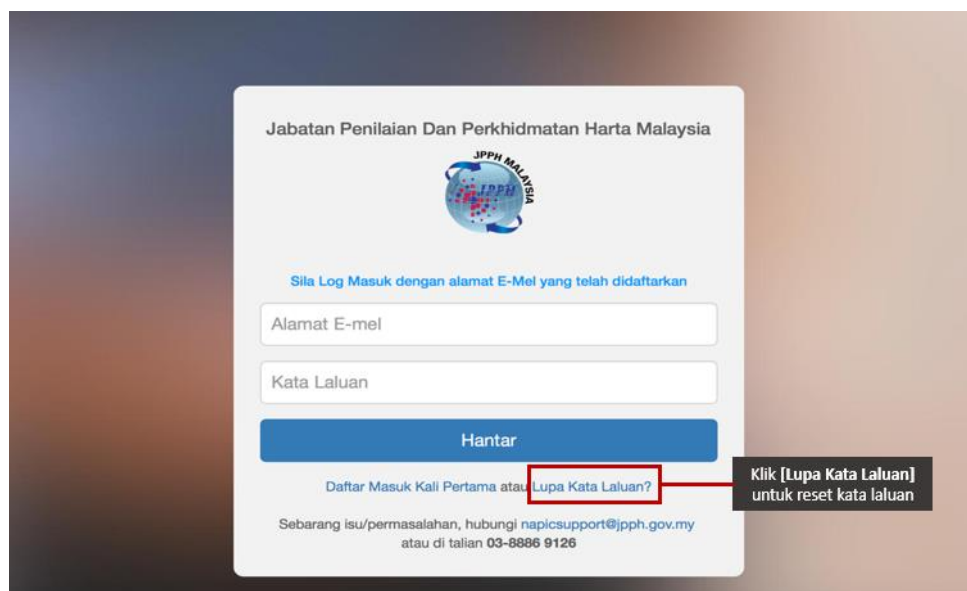 Jabatan Penilaian Dan Perkhidmatan Harta Malaysia
JPPH MALAYSIA
JPPH
Sila Log Masuk dengan alamat E-Mel yang telah didaftarkan
Alamat E-mel
Kata Laluan
Hantar
Daftar Masuk Kali Pertama atau Lupa Kata Laluan?
Klik [Lupa Kata Laluan]
untuk reset kata laluan
Sebarang isu/permasalahan, hubungi napicsupport@jpph.gov.my
atau di talian 03-8886 9126